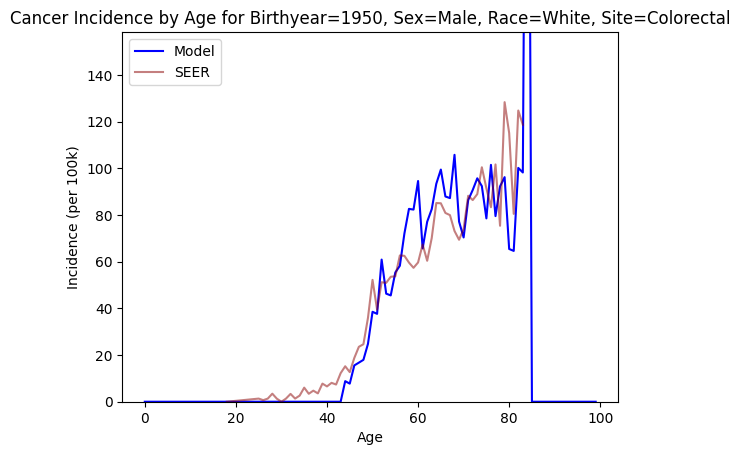 Cancer Incidence by Age for Birthyear=1950, Sex=Male, Race=White, Site=Colorectal
Model
SEER
Incidence (per 100k)
140
120
100
80
60
40
20
0
0 20 40 60 80 100
Age